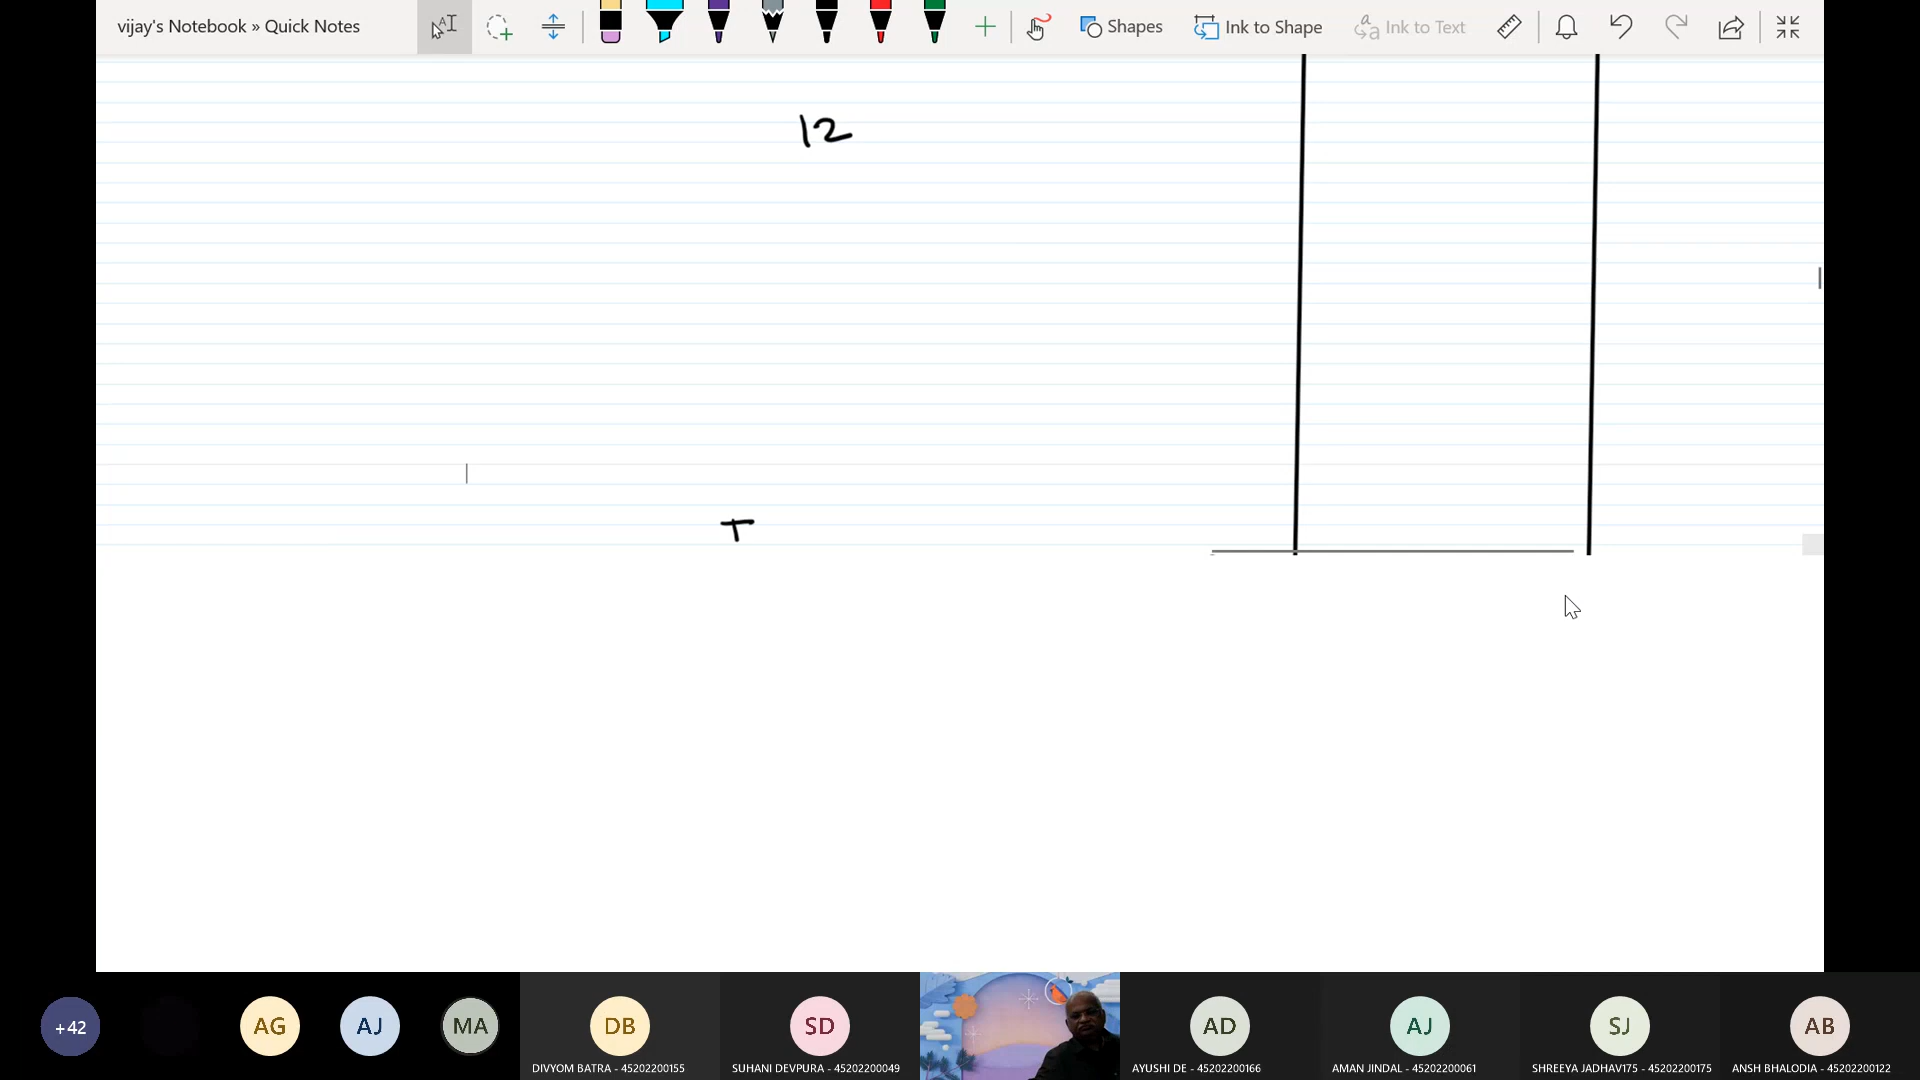 vijay's Notebook » Quick Notes
Shapes
Ink to Shape
Ink to Text
12
T
+42
AG
AJ
MA
DB
SD
AD
AJ
SJ
AB
DIVYOM BATRA - 45202200155
SUHANI DEVPURA - 45202200049
AYUSHI DE - 45202200166
AMAN JINDAL - 45202200061
SHREEYA JADHAV175 - 45202200175
ANSH BHALODIA - 45202200122